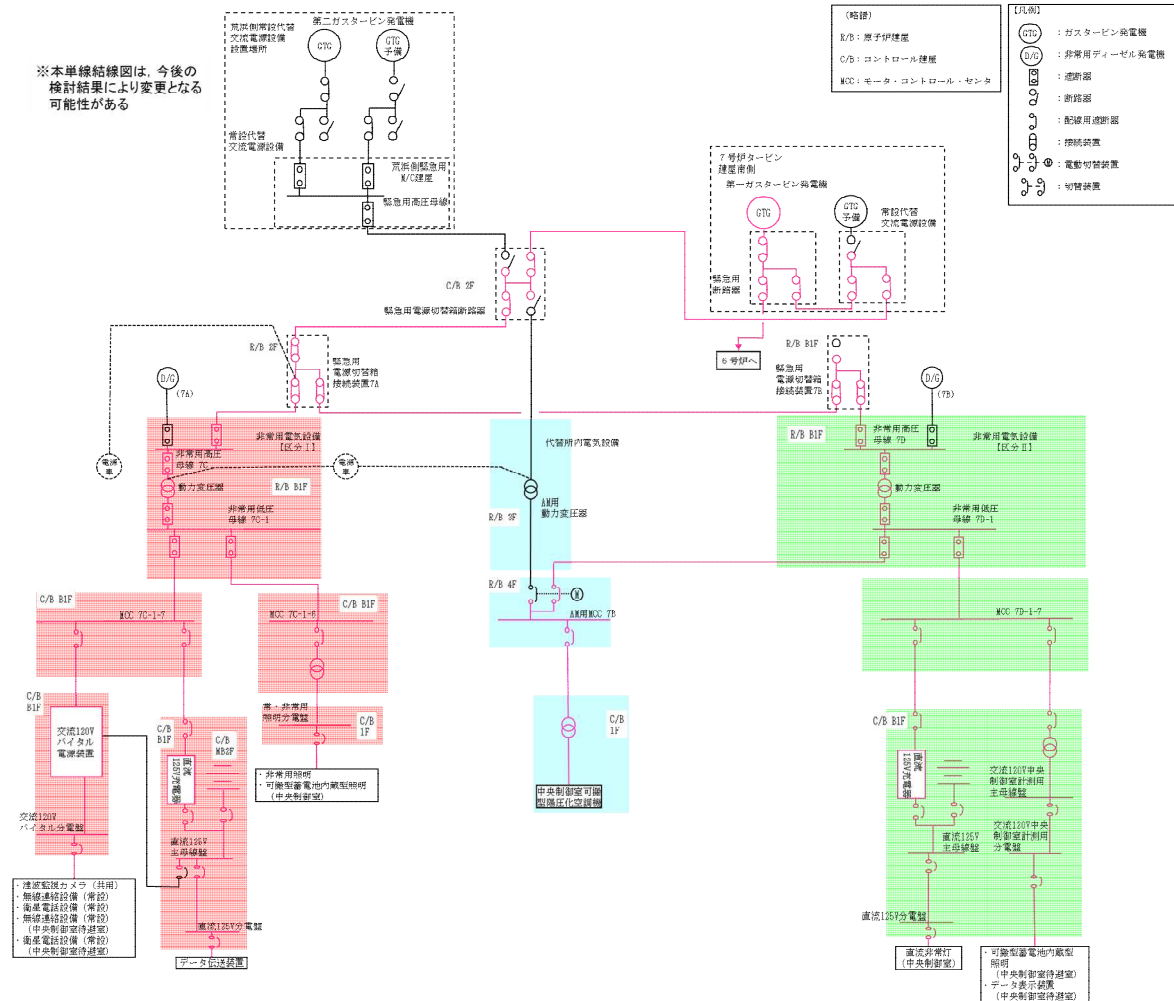 ※本単線結線図は，今後の
検討結果により変更となる
可能性がある
荒浜側常設代替
交流電源設備
設置場所
第二ガスタービン発電機
GTG
GTG
予備
常設代替
交流電源設備
荒浜側緊急用
M/C建屋
緊急用高圧母線
(略語)
R/B：原子炉建屋
C/B：コントロール建屋
MCC：モータ・コントロール・センタ
【凡例】
GTG
：ガスタービン発電機
D/G
：非常用ディーゼル発電機
：遮断器
：断路器
：配線用遮断器
：接続装置
：電動切替装置
：切替装置
7号炉タービン
建屋南側
第一ガスタービン発電機
GTG
GTG
予備
常設代替
交流電源設備
緊急用
断路器
6号炉へ
C/B 2F
緊急用電源切替箱断路器
R/B 2F
緊急用
電源切替箱
接続装置7A
R/B B1F
緊急用
電源切替箱
接続装置7B
D/G
(7A)
D/G
(7B)
電源
車
電源
車
非常用電気設備
【区分Ⅰ】
非常用高圧
母線 7C
R/B B1F
動力変圧器
非常用低圧
母線 7C-1
代替所内電気設備
AM用
動力変圧器
R/B 3F
R/B B1F
非常用高圧
母線 7D
非常用電気設備
【区分Ⅱ】
動力変圧器
非常用低圧
母線 7D-1
R/B 4F
M
AM用MCC 7B
C/B B1F
MCC 7C-1-7
C/B B1F
MCC 7C-1-6
MCC 7D-1-7
C/B
B1F
交流120V
バイタル
電源装置
交流120V
バイタル分電盤
C/B
B1F
C/B
MB2F
直流
125V充電器
直流125V
主母線盤
直流125V分電盤
データ伝送装置
常・非常用
照明分電盤
C/B
1F
・非常用照明
・可搬型蓄電池内蔵型照明
(中央制御室)
C/B
1F
中央制御室可搬
型陽圧化空調機
C/B B1F
直流
125V充電器
交流120V中央
制御室計測用
主母線盤
直流125V
主母線盤
交流120V中央
制御室計測用
分電盤
直流125V分電盤
直流非常灯
(中央制御室)
・可搬型蓄電池内蔵型
照明
(中央制御室待避室)
・データ表示装置
(中央制御室待避室)
・津波監視カメラ (共用)
・無線連絡設備 (常設)
・衛星電話設備 (常設)
・無線連絡設備 (常設)
(中央制御室待避室)
・衛星電話設備 (常設)
(中央制御室待避室)